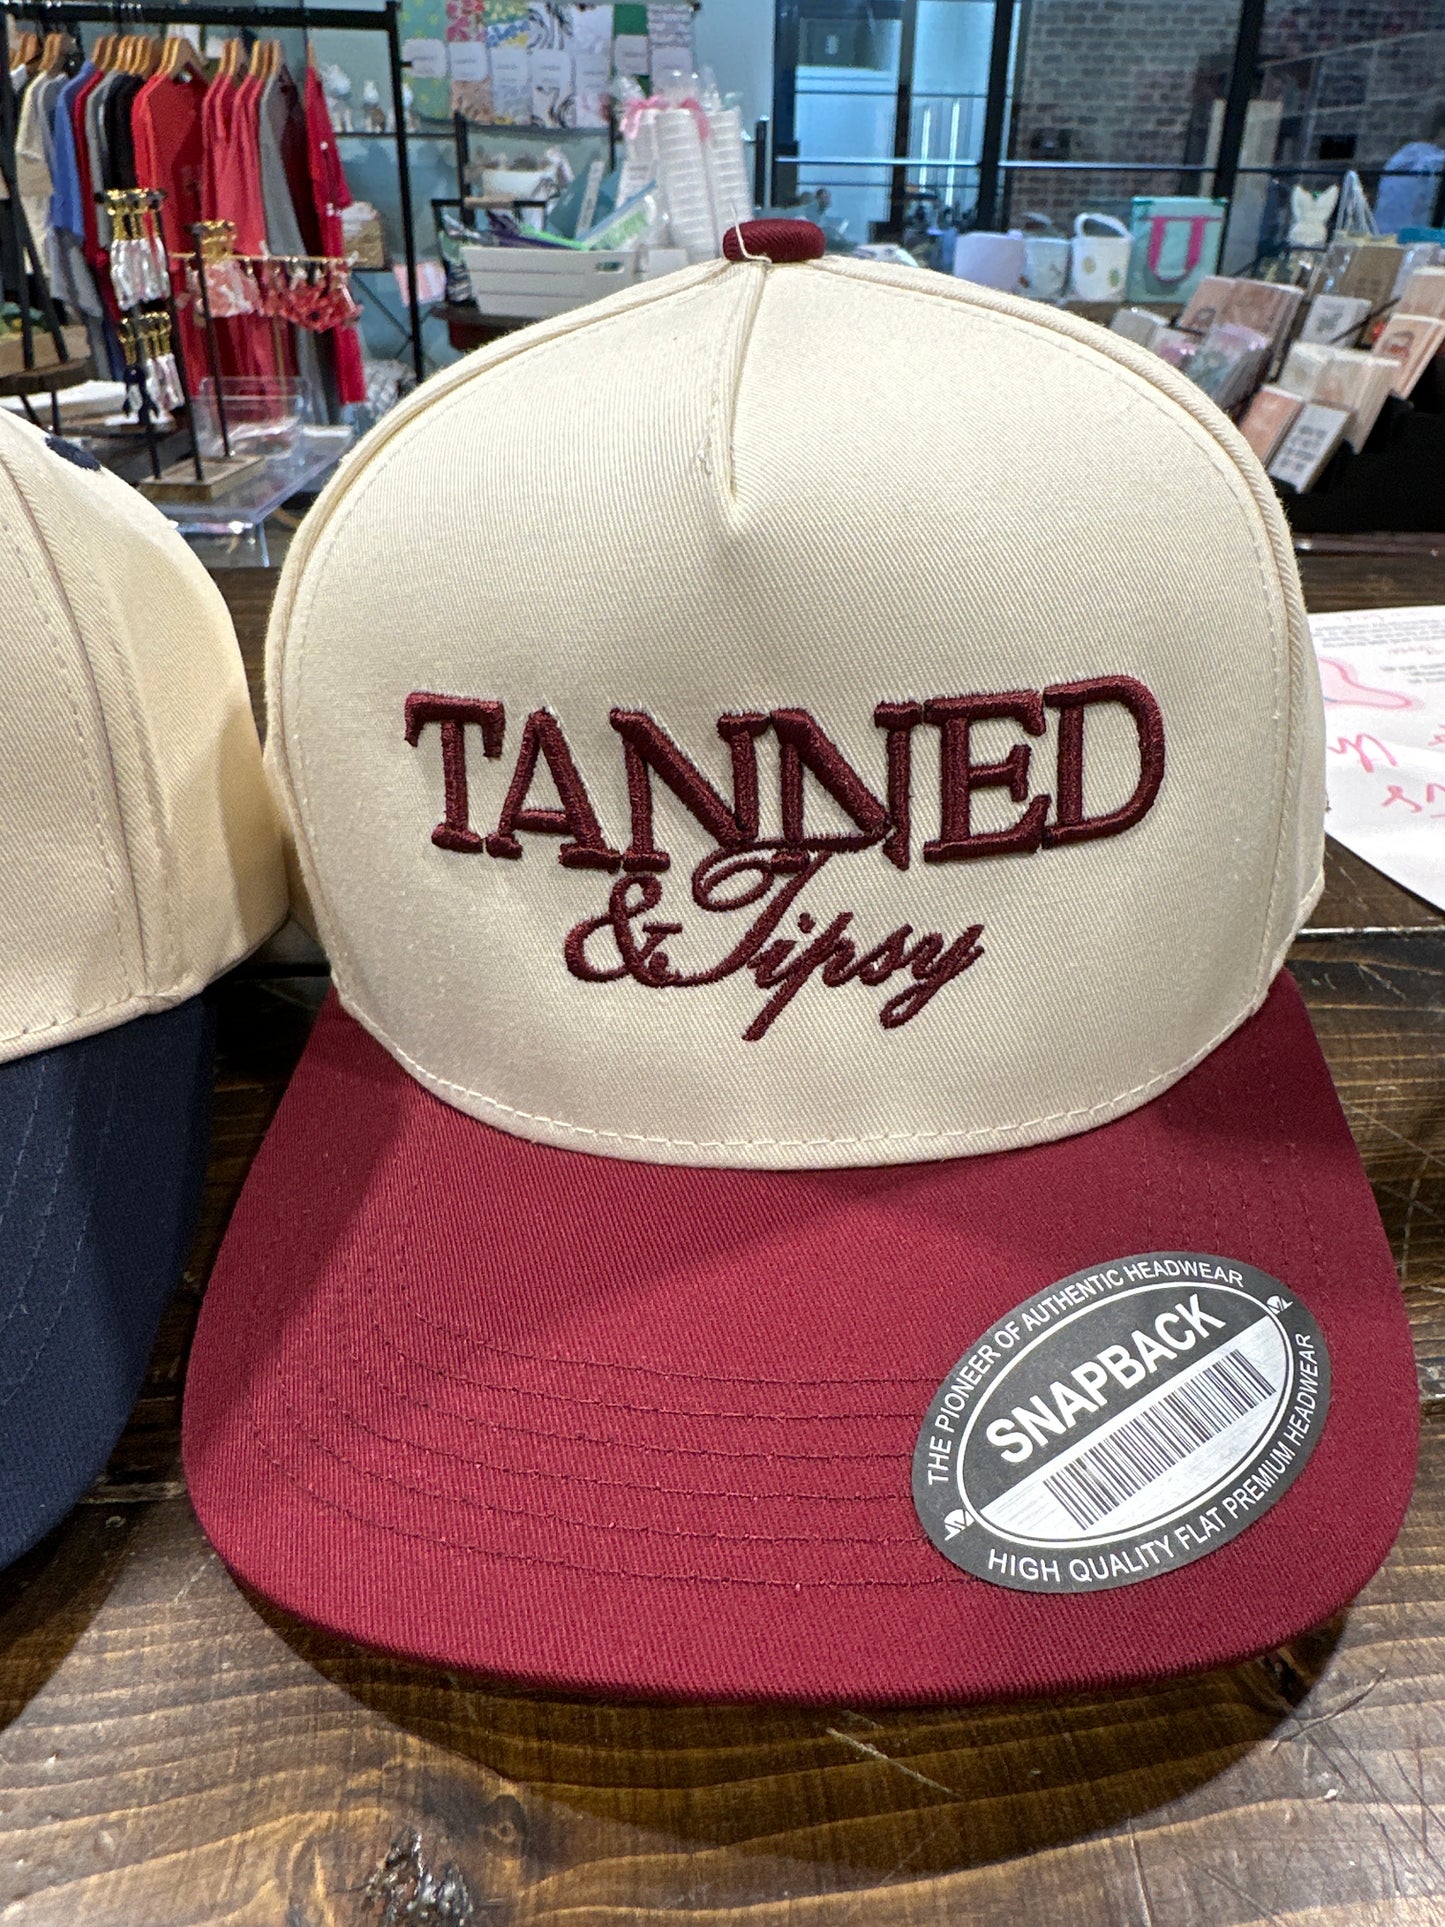 TANNED
& Tipsy
THE PIONEER OF AUTHENTIC HEADWEAR
SNAPBACK
HIGH QUALITY FLAT PREMIUM HEADWEAR